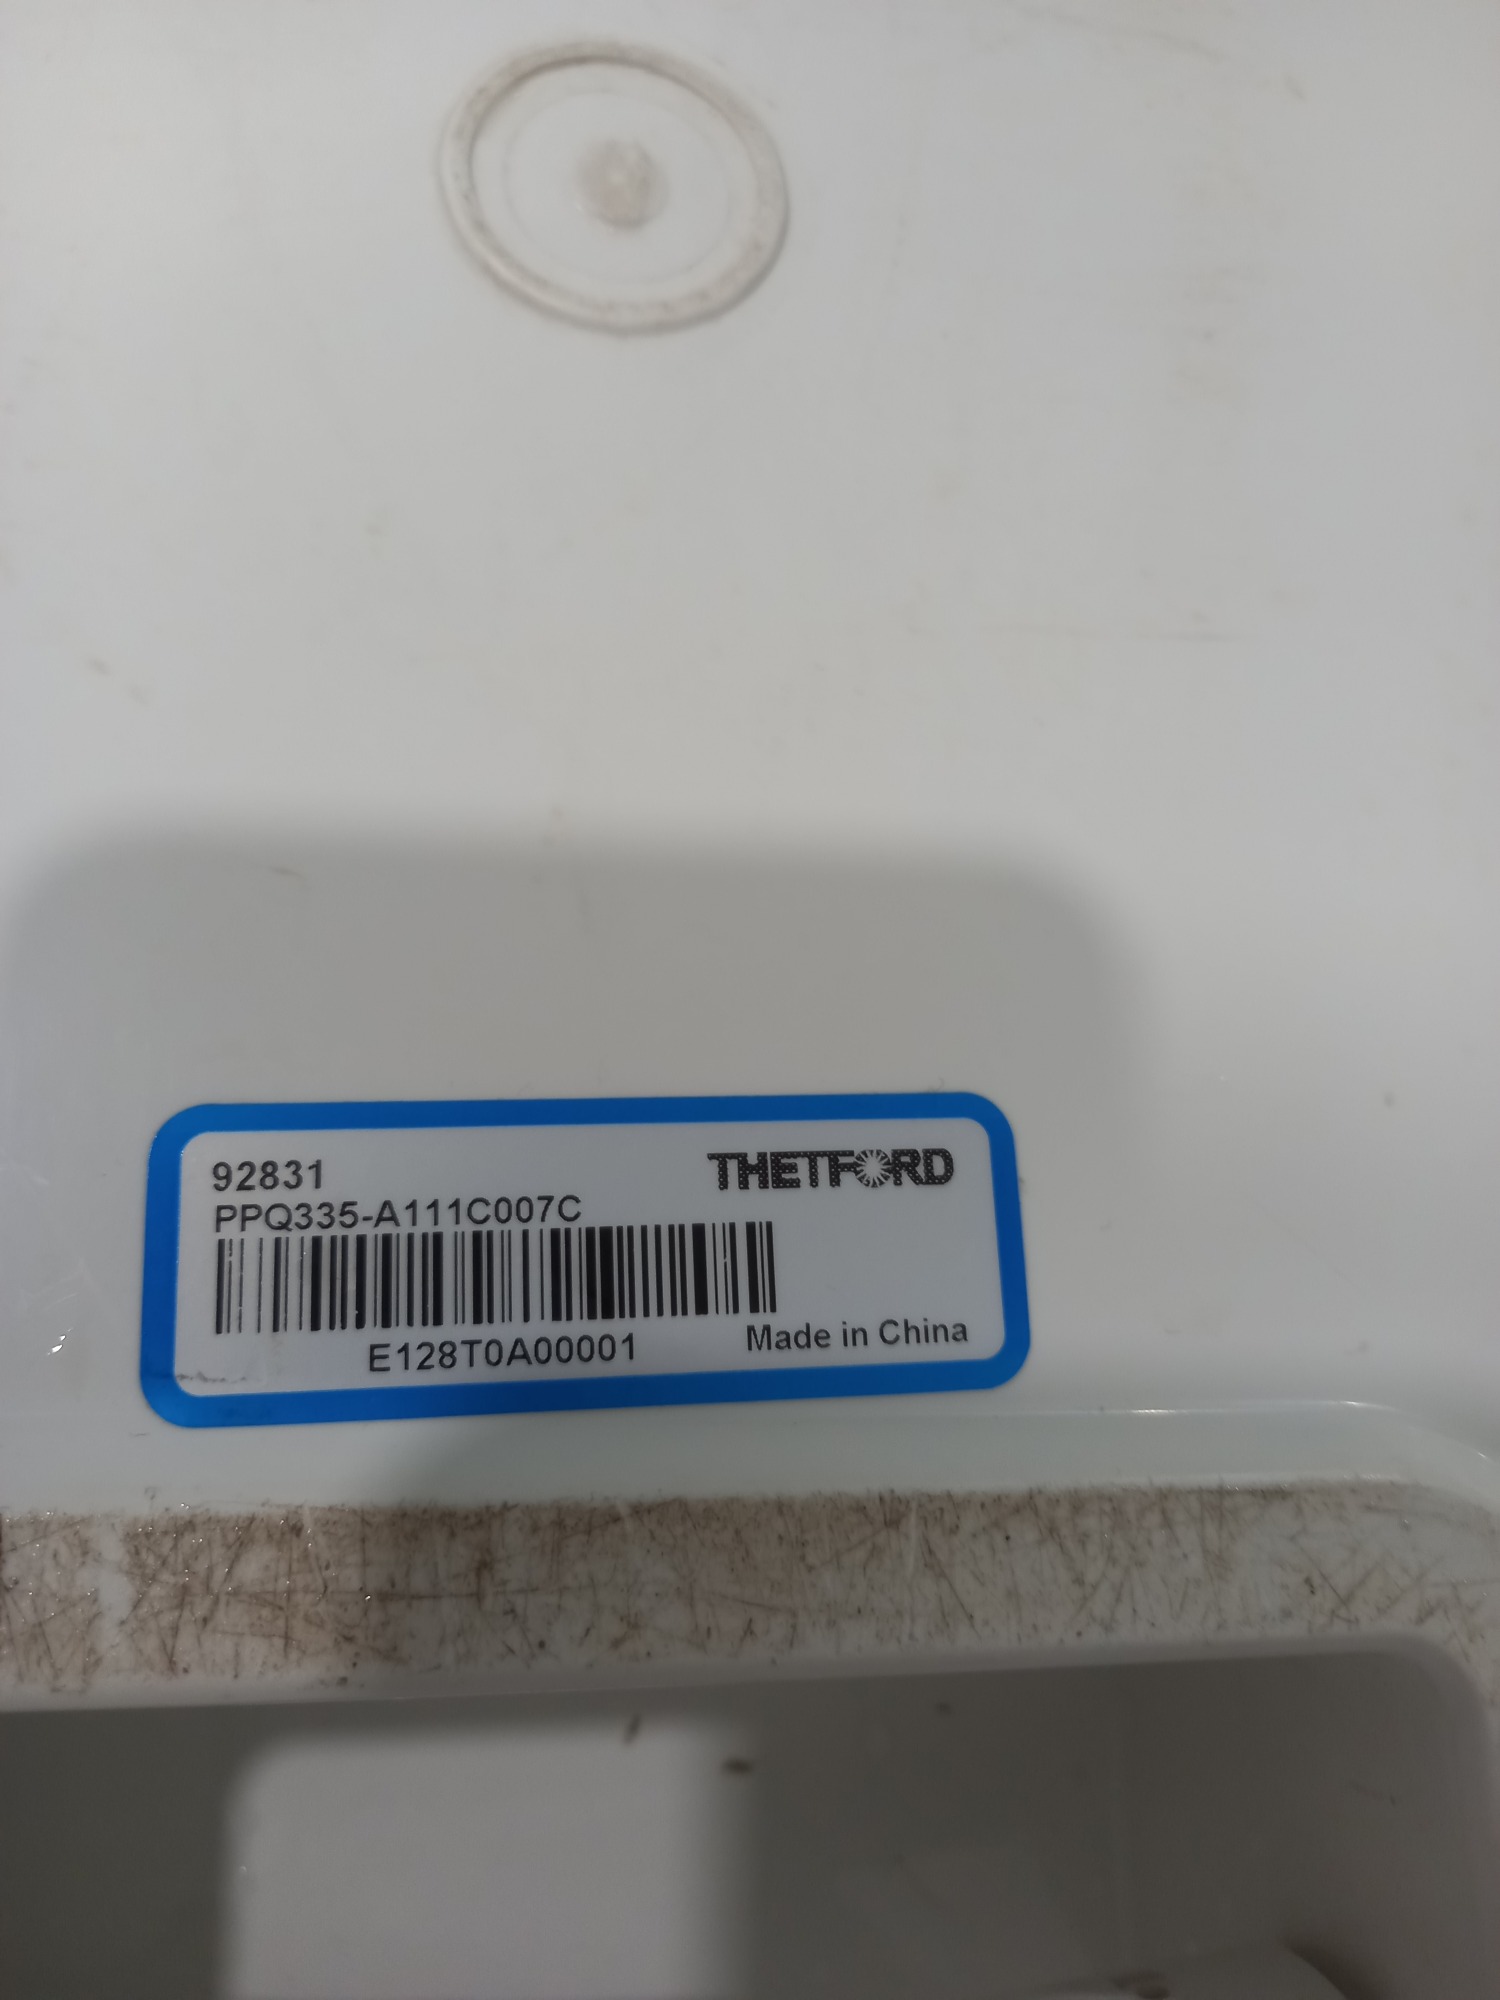 92831
THETFORD
PPQ335-A111C007C
E128T0A00001
Made in China